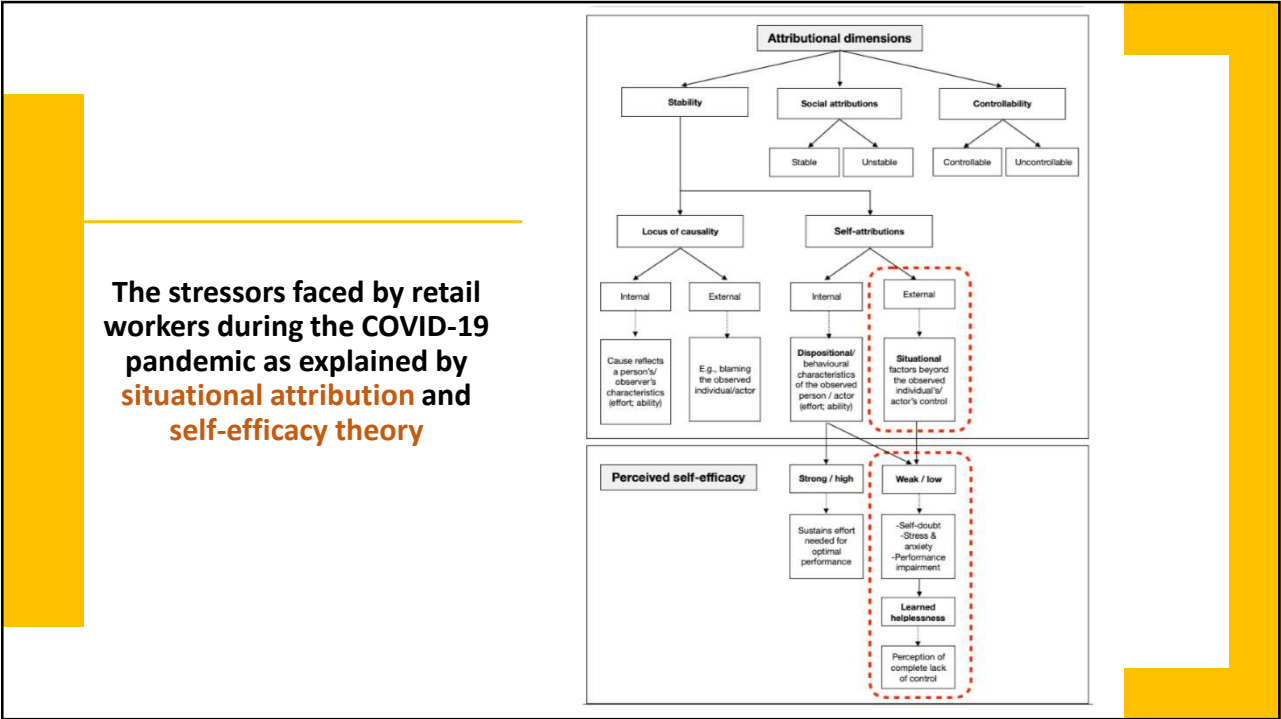 The stressors faced by retail
workers during the COVID-19
pandemic as explained by
situational attribution and
self-efficacy theory
Attributional dimensions
Stability
Social attributions
Controllability
Stable
Unstable
Controllable
Uncontrollable
Locus of causality
Self-attributions
Internal
External
Internal
External
Cause reflects
a person's/
observer's
characteristics
(effort; ability)
E.g., blaming
the observed
individual/actor
Dispositional/
behavioural
characteristics
of the observed
person / actor
(effort; ability)
Situational
factors beyond
the observed
individual's/
actor's control
Perceived self-efficacy
Strong / high
Weak / low
Sustains effort
needed for
optimal
performance
-Self-doubt
-Stress &
anxiety
-Performance
impairment
Learned
helplessness
Perception of
complete lack
of control